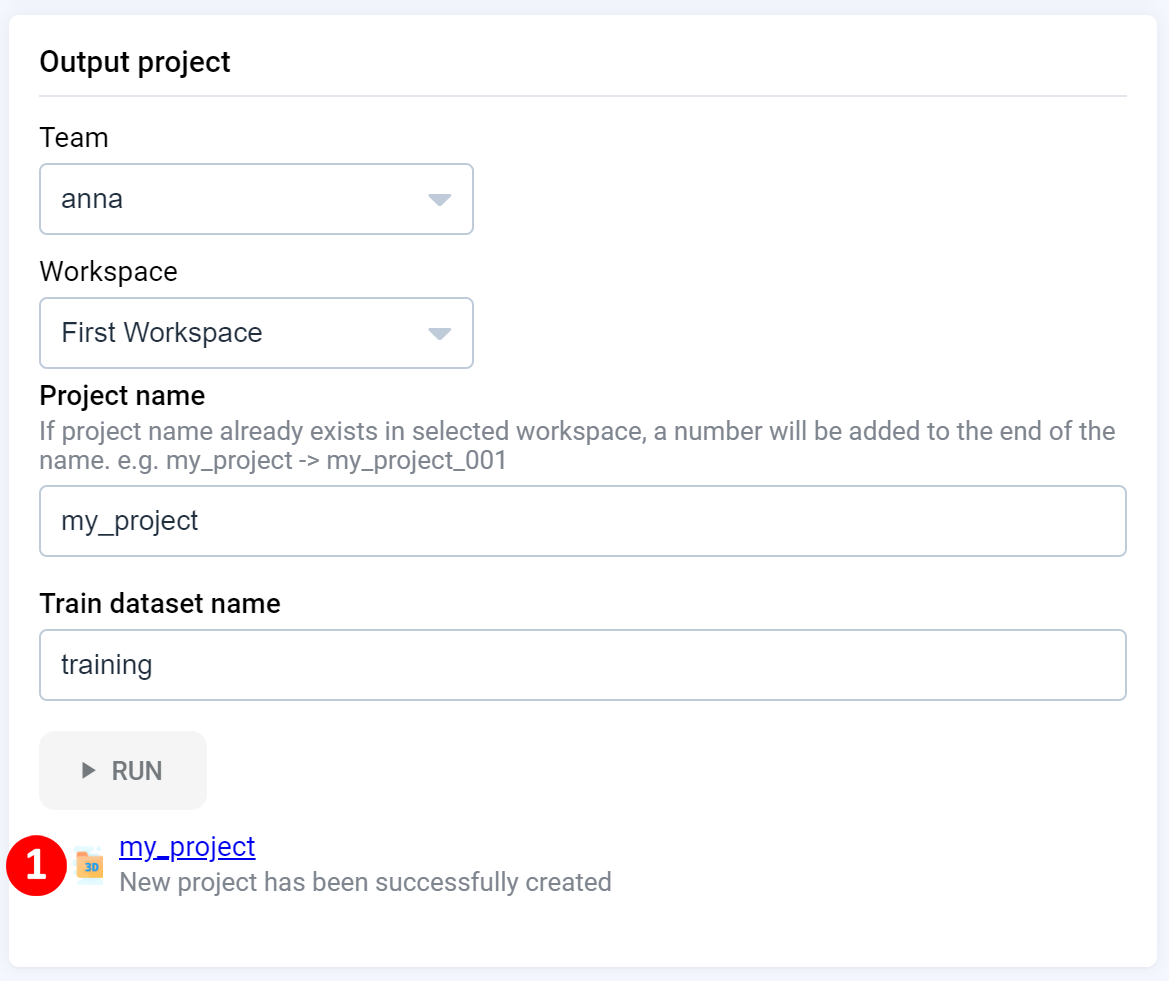 Output project
Team
anna
Workspace
First Workspace
Project name
If project name already exists in selected workspace, a number will be added to the end of the
name. e.g. my_project -> my_project_001
my_project
Train dataset name
training
RUN
1
3D
my_project
New project has been successfully created